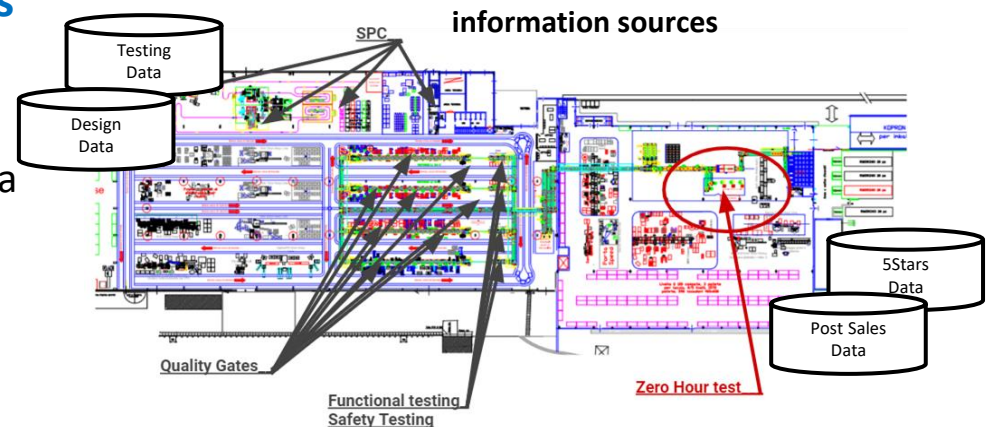 s
information sources
SPC
Testing
Data
Design
Data
a
KOPRON
5Stars
Data
Post Sales
Data
Quality Gates
Zero Hour test
Functional testing
Safety Testing